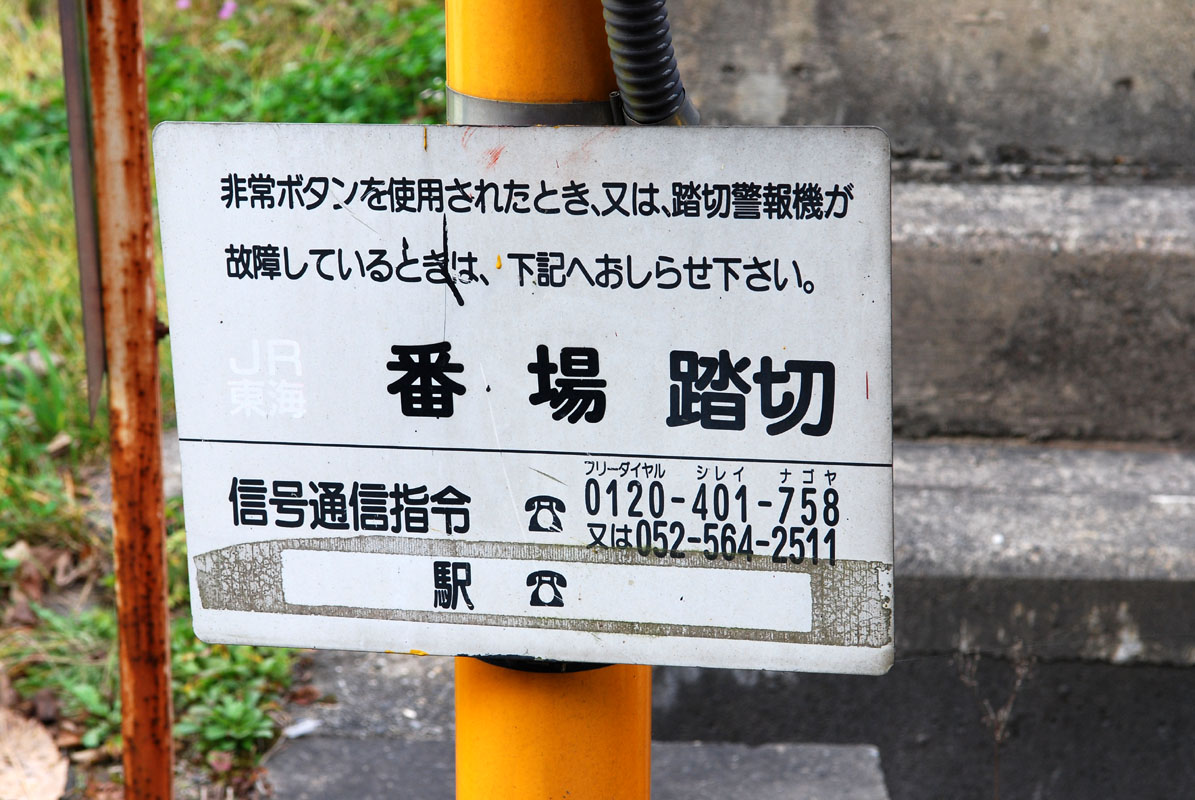 非常ボタンを使用されたとき、又は、踏切警報機が
故障しているときは、下記へおしらせ下さい。
JR
東海
番場踏切
フリーダイヤル シレイ ナゴヤ
信号通信指令 ☎ 0120-401-758
又は052-564-2511
駅 ☎